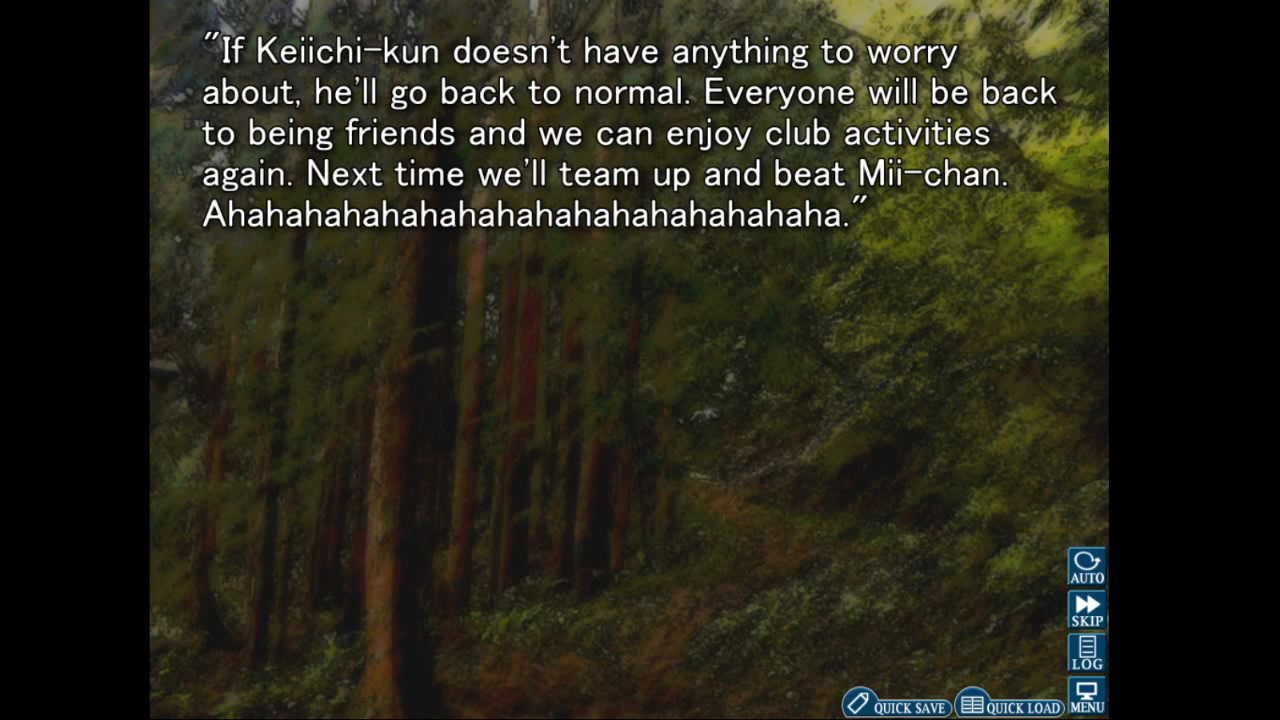 "If Keiichi-kun doesn't have anything to worry
about, he'll go back to normal. Everyone will be back
to being friends and we can enjoy club activities
again. Next time we'll team up and beat Mii-chan.
Ahahahahahahahahahahahahahahahahaha."
AUTO
SKIP
LOG
MENU
QUICK SAVE
QUICK LOAD